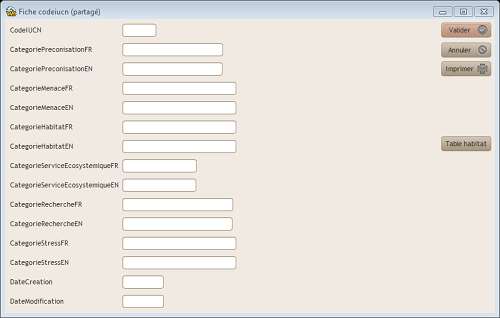 Fiche codeiucn (partagé)
CodeIUCN
Valider
CategoriePreconisationFR
Annuler
CategoriePreconisationEN
Imprimer
CategorieMenaceFR
CategorieMenaceEN
CategorieHabitatFR
CategorieHabitatEN
Table habitat
CategorieServiceEcosystemiqueFR
CategorieServiceEcosystemiqueEN
CategorieRechercheFR
CategorieRechercheEN
CategorieStressFR
CategorieStressEN
DateCreation
DateModification